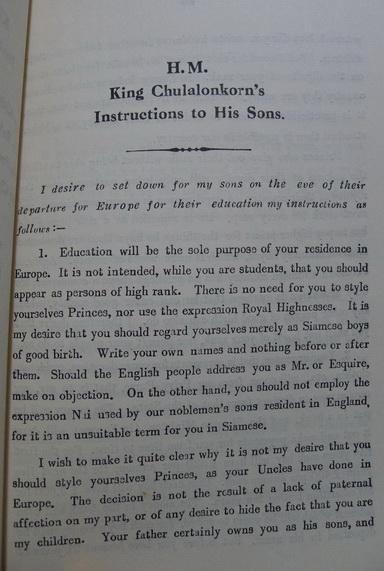 H.M.
King Chulalonkorn's
Instructions to His Sons.
I desire to set down for my sons on the eve of their
departure for Europe for their education my instructions as
follows :—
1. Education will be the sole purpose of your residence in
Europe. It is not intended, while you are students, that you should
appear as persons of high rank. There is no need for you to style
yourselves Princes, nor use the expression Royal Highnesses. It is
my desire that you should regard yourselves merely as Siamese boys
of good birth. Write your own names and nothing before or after
them. Should the English people address you as Mr. or Esquire,
make on objection. On the other hand, you should not employ the
expression Nai used by our noblemen's sons resident in England,
for it is an unsuitable term for you in Siamese.
I wish to make it quite clear why it is not my desire that you
should style yourselves Princes, as your Uncles have done in
Europe. The decision is not the result of a lack of paternal
affection on my part, or of any desire to hide the fact that you are
my children. Your father certainly owns you as his sons, and